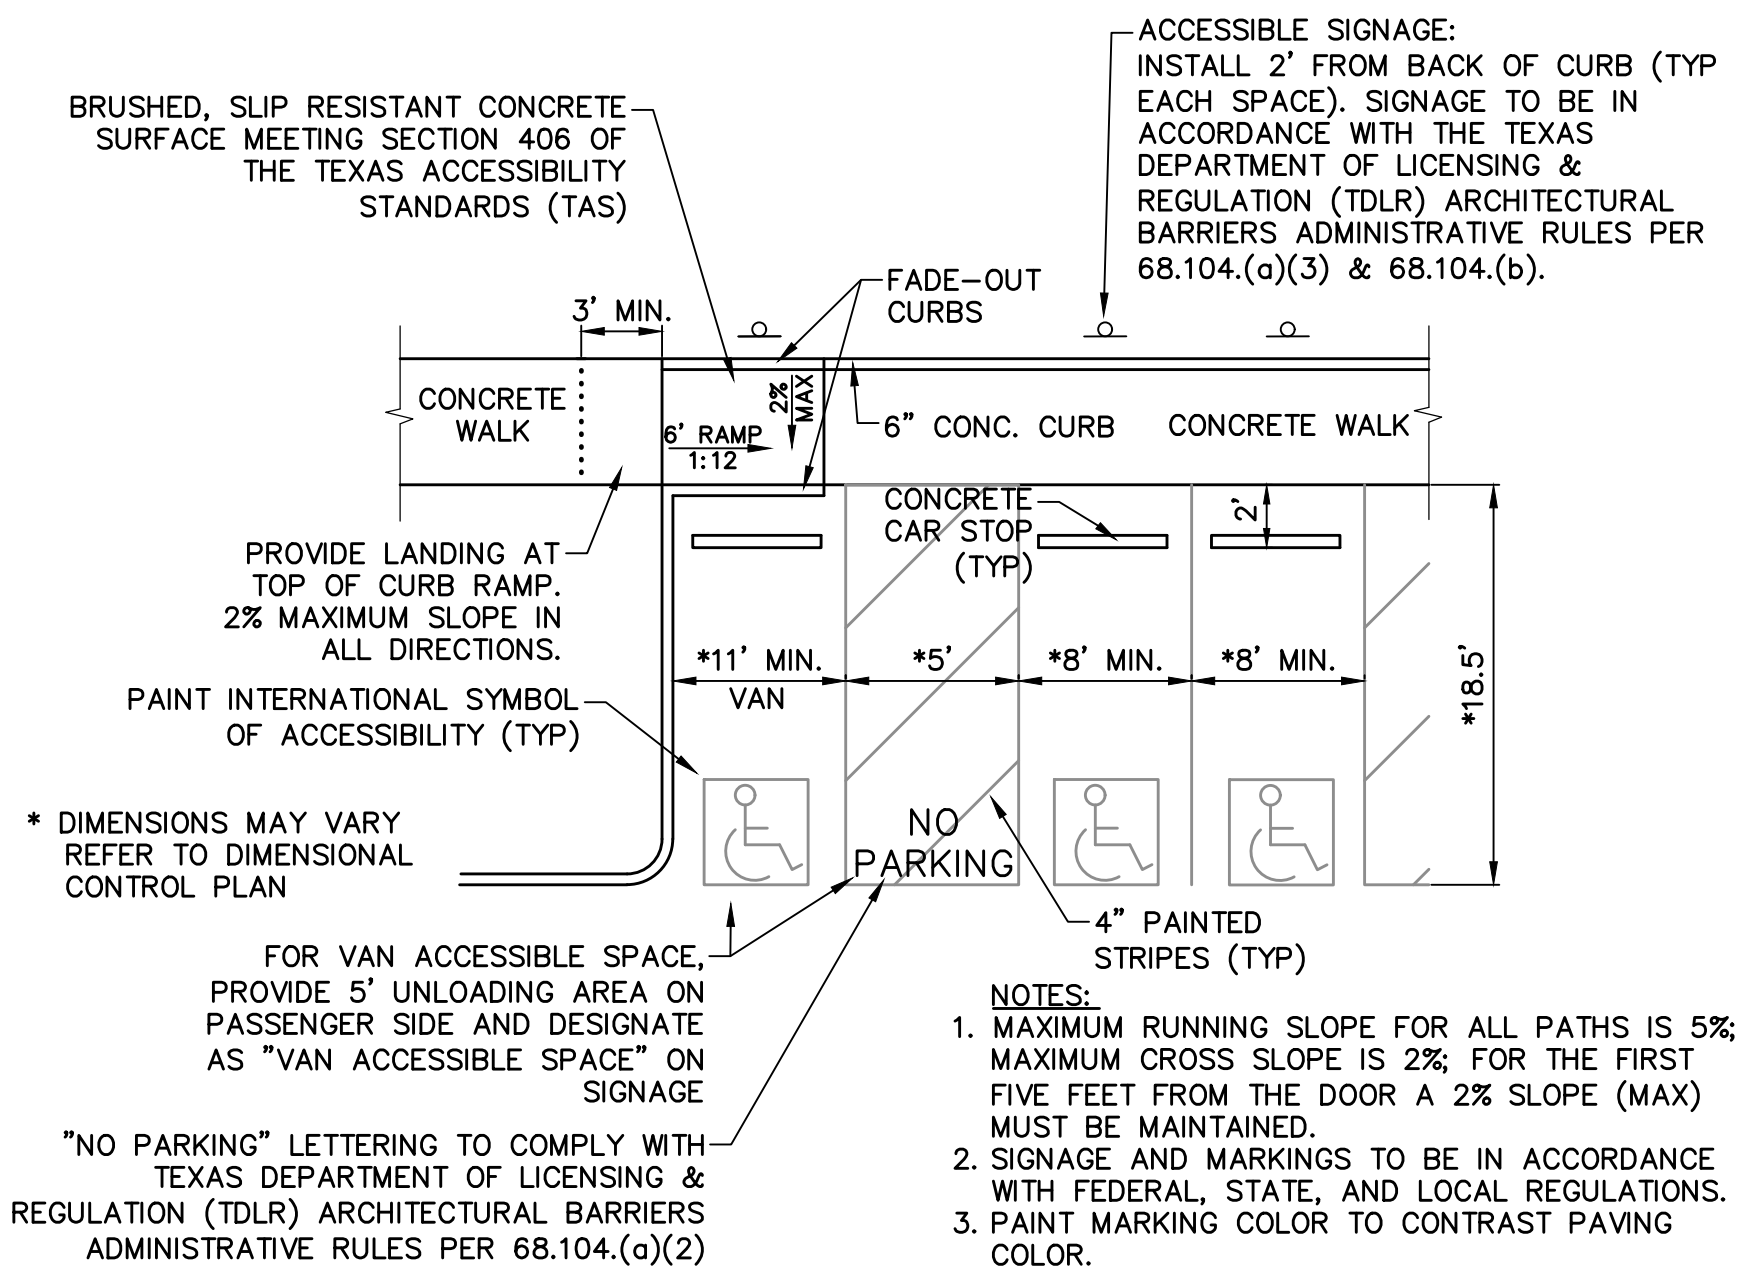 ACCESSIBLE SIGNAGE:
INSTALL 2' FROM BACK OF CURB (TYP
EACH SPACE). SIGNAGE TO BE IN
ACCORDANCE WITH THE TEXAS
DEPARTMENT OF LICENSING &
REGULATION (TDLR) ARCHITECTURAL
BARRIERS ADMINISTRATIVE RULES PER
68.104.(a)(3) & 68.104.(b).
BRUSHED, SLIP RESISTANT CONCRETE
SURFACE MEETING SECTION 406 OF
THE TEXAS ACCESSIBILITY
STANDARDS (TAS)
FADE-OUT
CURBS
3' MIN.
CONCRETE
WALK
6' RAMP
1:12
2%
MAX
6" CONC. CURB
CONCRETE WALK
CONCRETE
CAR STOP
(TYP)
2'
PROVIDE LANDING AT
TOP OF CURB RAMP.
2% MAXIMUM SLOPE IN
ALL DIRECTIONS.
*11' MIN.
VAN
*5'
*8' MIN.
*8' MIN.
*18.5'
PAINT INTERNATIONAL SYMBOL
OF ACCESSIBILITY (TYP)
* DIMENSIONS MAY VARY
REFER TO DIMENSIONAL
CONTROL PLAN
NO
PARKING
4" PAINTED
STRIPES (TYP)
FOR VAN ACCESSIBLE SPACE,
PROVIDE 5' UNLOADING AREA ON
PASSENGER SIDE AND DESIGNATE
AS "VAN ACCESSIBLE SPACE" ON
SIGNAGE
"NO PARKING" LETTERING TO COMPLY WITH
TEXAS DEPARTMENT OF LICENSING &
REGULATION (TDLR) ARCHITECTURAL BARRIERS
ADMINISTRATIVE RULES PER 68.104.(a)(2)
NOTES:
1. MAXIMUM RUNNING SLOPE FOR ALL PATHS IS 5%;
MAXIMUM CROSS SLOPE IS 2%; FOR THE FIRST
FIVE FEET FROM THE DOOR A 2% SLOPE (MAX)
MUST BE MAINTAINED.
2. SIGNAGE AND MARKINGS TO BE IN ACCORDANCE
WITH FEDERAL, STATE, AND LOCAL REGULATIONS.
3. PAINT MARKING COLOR TO CONTRAST PAVING
COLOR.